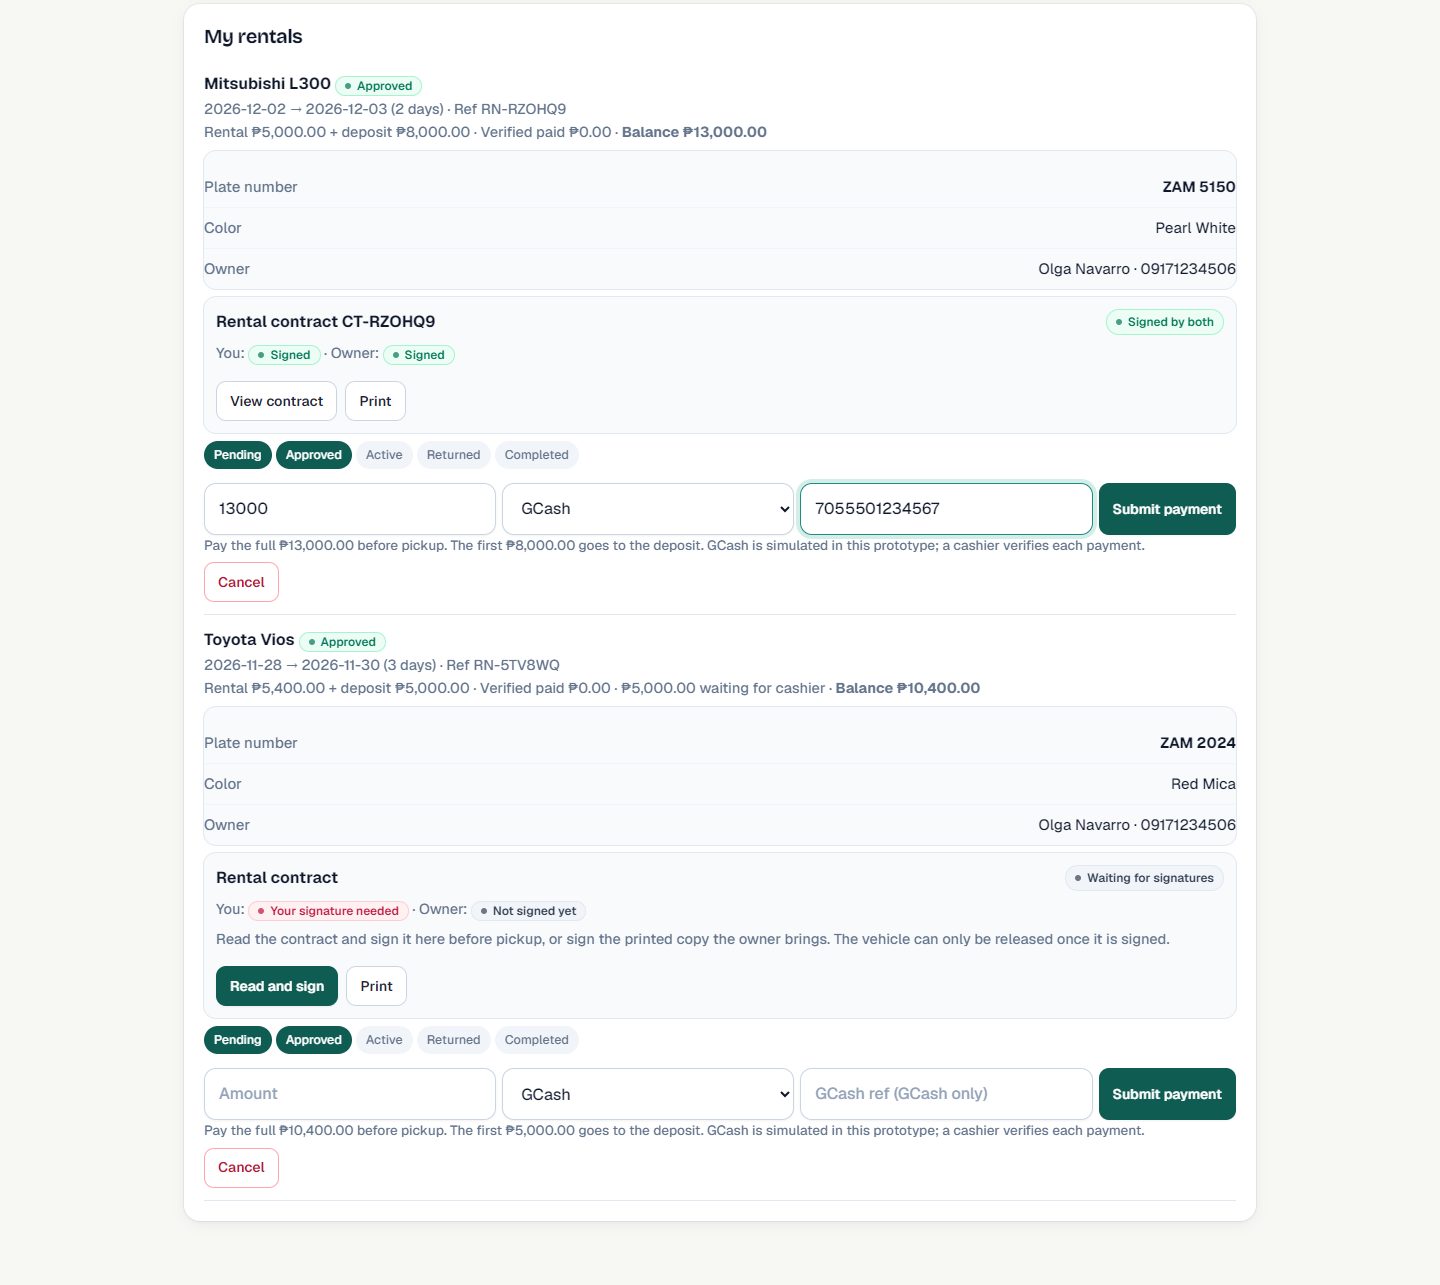 My rentals
Mitsubishi L300 Approved
2026-12-02 → 2026-12-03 (2 days) · Ref RN-RZOHQ9
Rental ₱5,000.00 + deposit ₱8,000.00 · Verified paid ₱0.00 · Balance ₱13,000.00
Plate number ZAM 5150
Color Pearl White
Owner Olga Navarro · 09171234506
Rental contract CT-RZOHQ9 Signed by both
You: Signed · Owner: Signed
View contract Print
Pending Approved Active Returned Completed
13000 GCash 7055501234567 Submit payment
Pay the full ₱13,000.00 before pickup. The first ₱8,000.00 goes to the deposit. GCash is simulated in this prototype; a cashier verifies each payment.
Cancel
Toyota Vios Approved
2026-11-28 → 2026-11-30 (3 days) · Ref RN-5TV8WQ
Rental ₱5,400.00 + deposit ₱5,000.00 · Verified paid ₱0.00 · ₱5,000.00 waiting for cashier · Balance ₱10,400.00
Plate number ZAM 2024
Color Red Mica
Owner Olga Navarro · 09171234506
Rental contract Waiting for signatures
You: Your signature needed · Owner: Not signed yet
Read the contract and sign it here before pickup, or sign the printed copy the owner brings. The vehicle can only be released once it is signed.
Read and sign Print
Pending Approved Active Returned Completed
Amount GCash GCash ref (GCash only) Submit payment
Pay the full ₱10,400.00 before pickup. The first ₱5,000.00 goes to the deposit. GCash is simulated in this prototype; a cashier verifies each payment.
Cancel